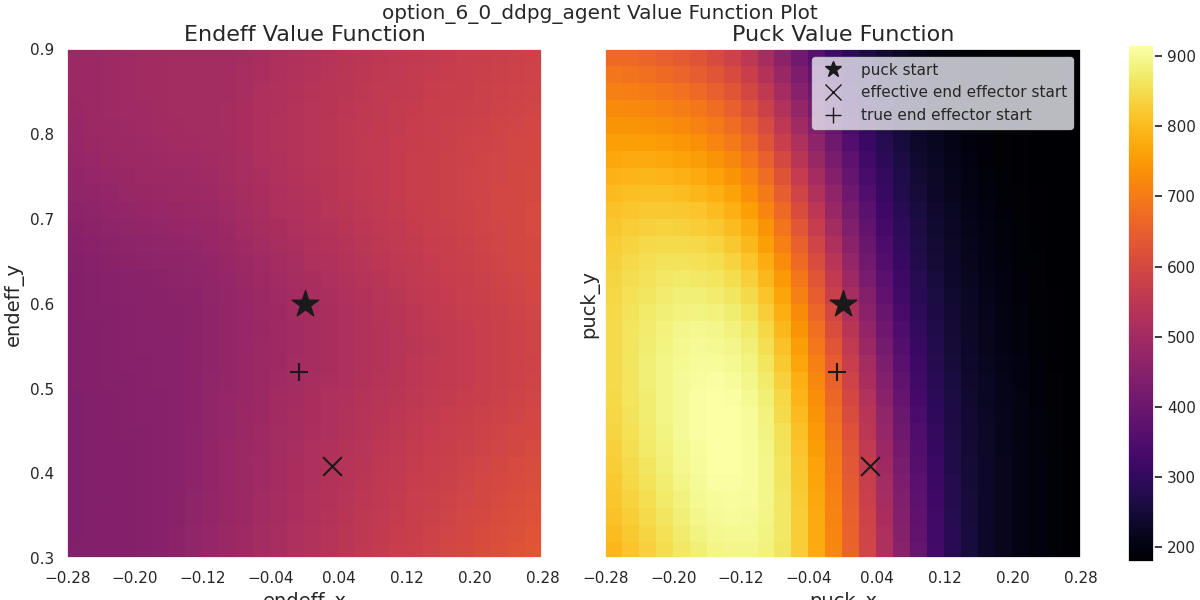 option_6_0_ddpg_agent Value Function Plot
Endeff Value Function
Puck Value Function
puck start
effective end effector start
true end effector start
endeff_y
0.9
0.8
0.7
0.6
0.5
0.4
0.3
−0.28 −0.20 −0.12 −0.04 0.04 0.12 0.20 0.28
endeff_x
puck_y
−0.28 −0.20 −0.12 −0.04 0.04 0.12 0.20 0.28
puck_x
900
800
700
600
500
400
300
200